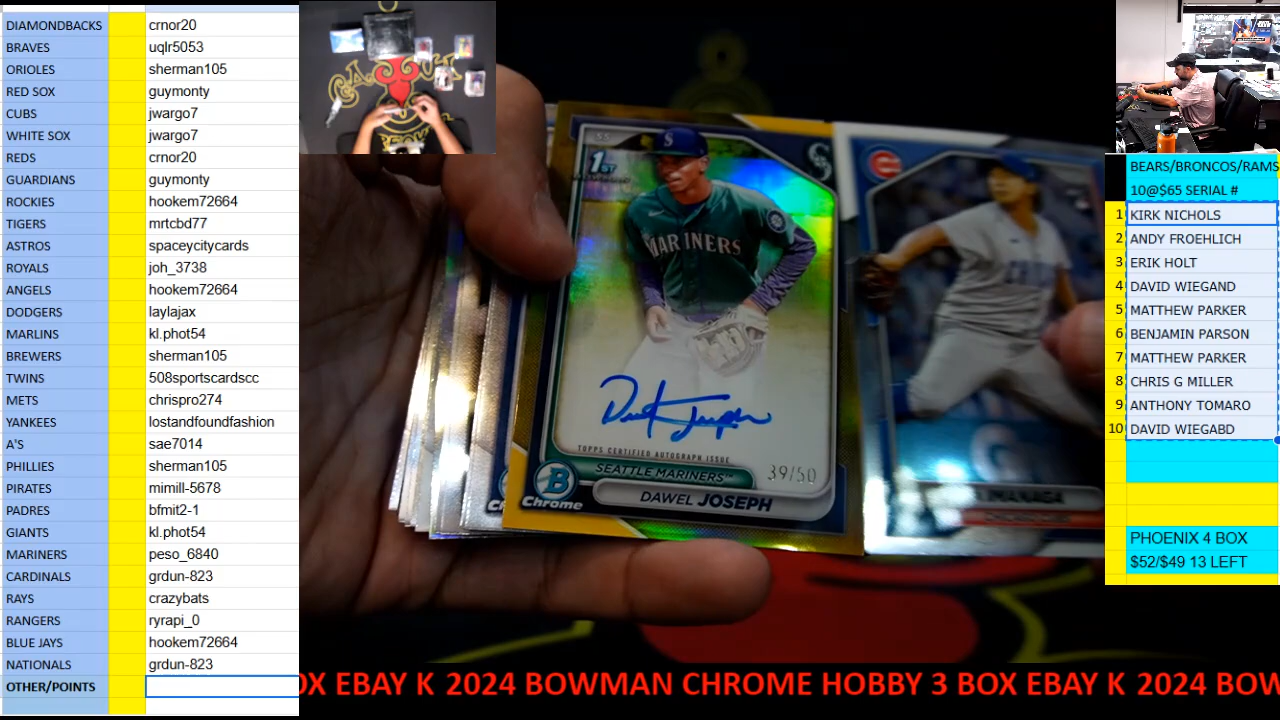 DIAMONDBACKS crnor20
BRAVES uqlr5053
ORIOLES sherman105
RED SOX guymonty
CUBS jwargo7
WHITE SOX jwargo7
REDS crnor20
GUARDIANS guymonty
ROCKIES hookem72664
TIGERS mrtcbd77
ASTROS spaceycitycards
ROYALS joh_3738
ANGELS hookem72664
DODGERS laylajax
MARLINS kl.phot54
BREWERS sherman105
TWINS 508sportscardscc
METS chrispro274
YANKEES lostandfoundfashion
A'S sae7014
PHILLIES sherman105
PIRATES mimill-5678
PADRES bfmit2-1
GIANTS kl.phot54
MARINERS peso_6840
CARDINALS grdun-823
RAYS crazybats
RANGERS ryrapi_0
BLUE JAYS hookem72664
NATIONALS grdun-823
OTHER/POINTS
1ST
MARINERS
TOPPS CERTIFIED AUTOGRAPH ISSUE
SEATTLE MARINERS
39/50
B
Chrome
DAWEL JOSEPH
IMANAGA
BEARS/BRONCOS/RAMS
10@$65 SERIAL #
1 KIRK NICHOLS
2 ANDY FROEHLICH
3 ERIK HOLT
4 DAVID WIEGAND
5 MATTHEW PARKER
6 BENJAMIN PARSON
7 MATTHEW PARKER
8 CHRIS G MILLER
9 ANTHONY TOMARO
10 DAVID WIEGABD
PHOENIX 4 BOX
$52/$49 13 LEFT
OX EBAY K 2024 BOWMAN CHROME HOBBY 3 BOX EBAY K 2024 BOW